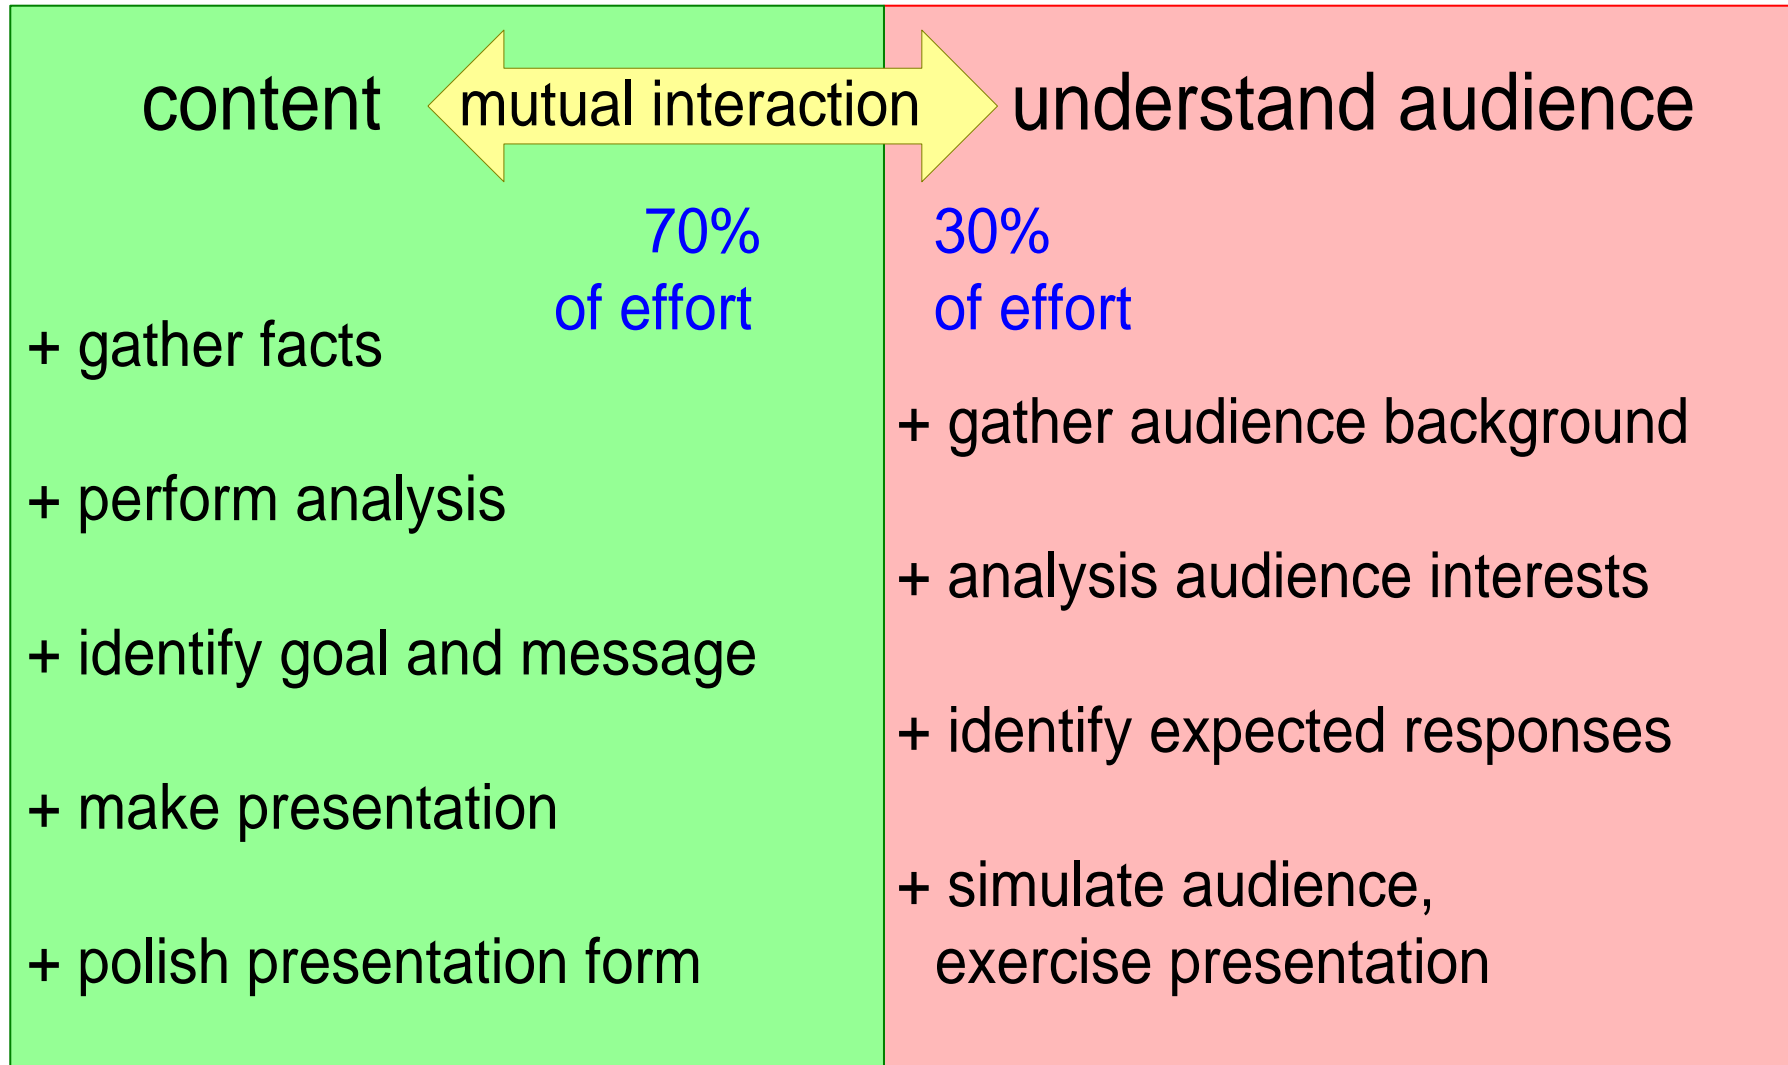 content
mutual interaction
understand audience
70%
of effort
+ gather facts
+ perform analysis
+ identify goal and message
+ make presentation
+ polish presentation form
30%
of effort
+ gather audience background
+ analysis audience interests
+ identify expected responses
+ simulate audience,
exercise presentation